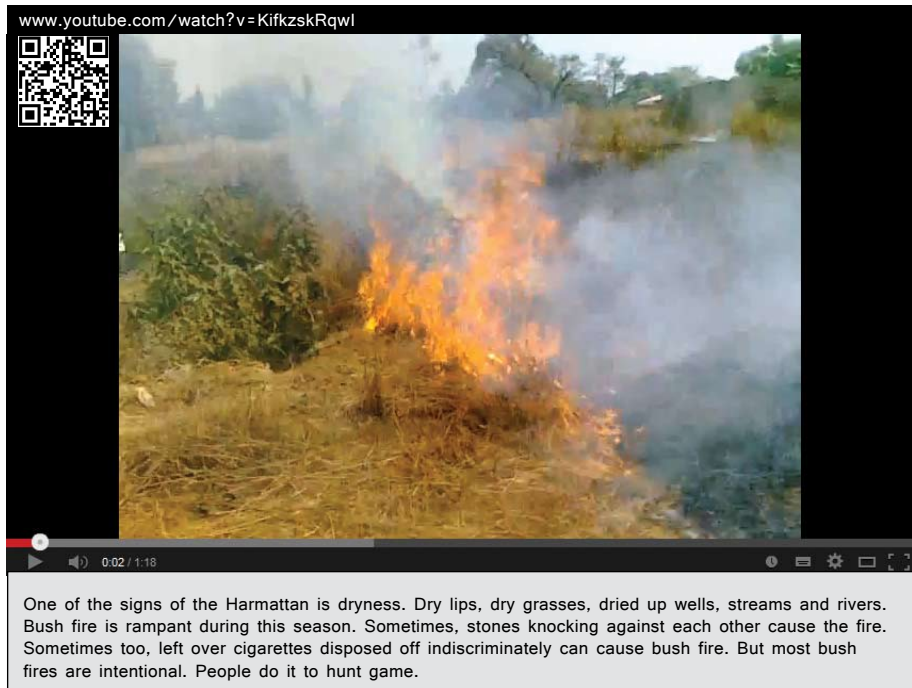 www.youtube.com/watch?v=KifkzskRqwI
0:02 / 1:18
One of the signs of the Harmattan is dryness. Dry lips, dry grasses, dried up wells, streams and rivers.
Bush fire is rampant during this season. Sometimes, stones knocking against each other cause the fire.
Sometimes too, left over cigarettes disposed off indiscriminately can cause bush fire. But most bush
fires are intentional. People do it to hunt game.